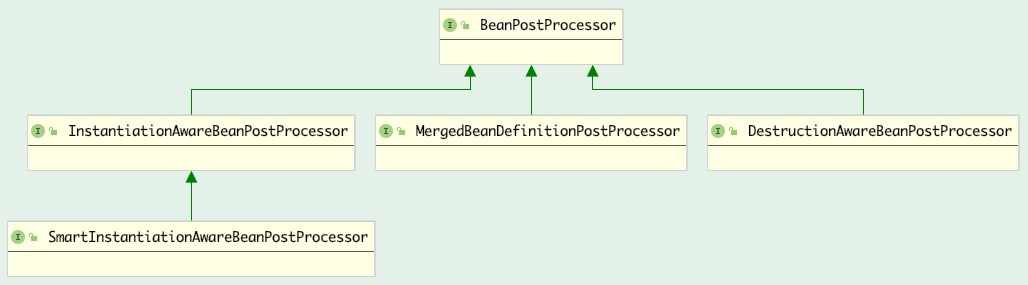 I BeanPostProcessor
I InstantiationAwareBeanPostProcessor
I MergedBeanDefinitionPostProcessor
I DestructionAwareBeanPostProcessor
I SmartInstantiationAwareBeanPostProcessor